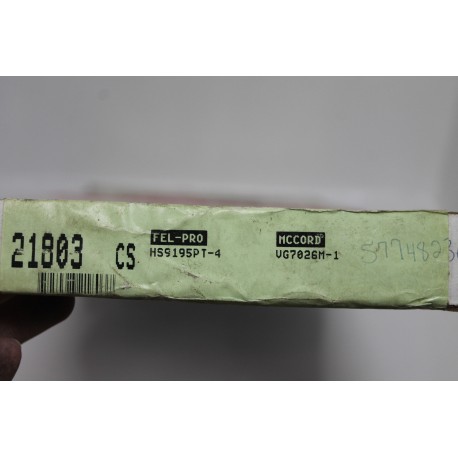 21803 CS
FEL-PRO
HS9195PT-4
MCCORD
VG7026M-1